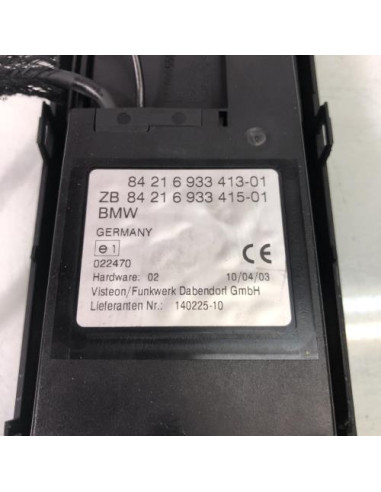 84 21 6 933 413-01
ZB 84 21 6 933 415-01
BMW
GERMANY
e1
022470 CE
Hardware: 02 10/04/03
Visteon/Funkwerk Dabendorf GmbH
Lieferanten Nr.: 140225-10